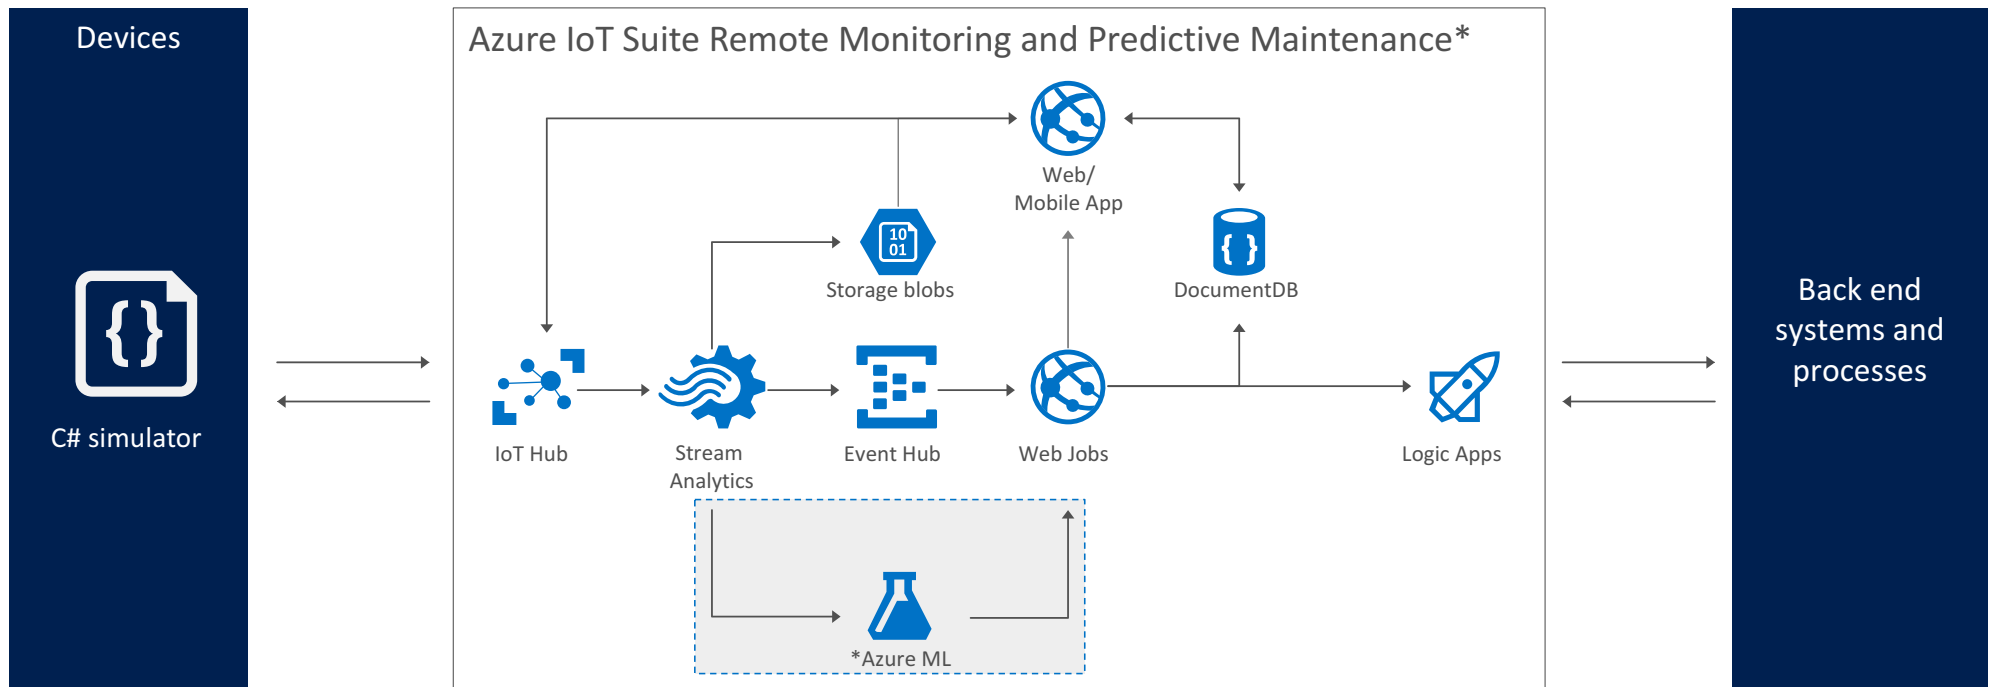 Devices
Azure IoT Suite Remote Monitoring and Predictive Maintenance*
Web/
Mobile App
10
01
{ }
Storage blobs
DocumentDB
{ }
C# simulator
IoT Hub
Stream
Analytics
Event Hub
Web Jobs
Logic Apps
*Azure ML
Back end
systems and
processes